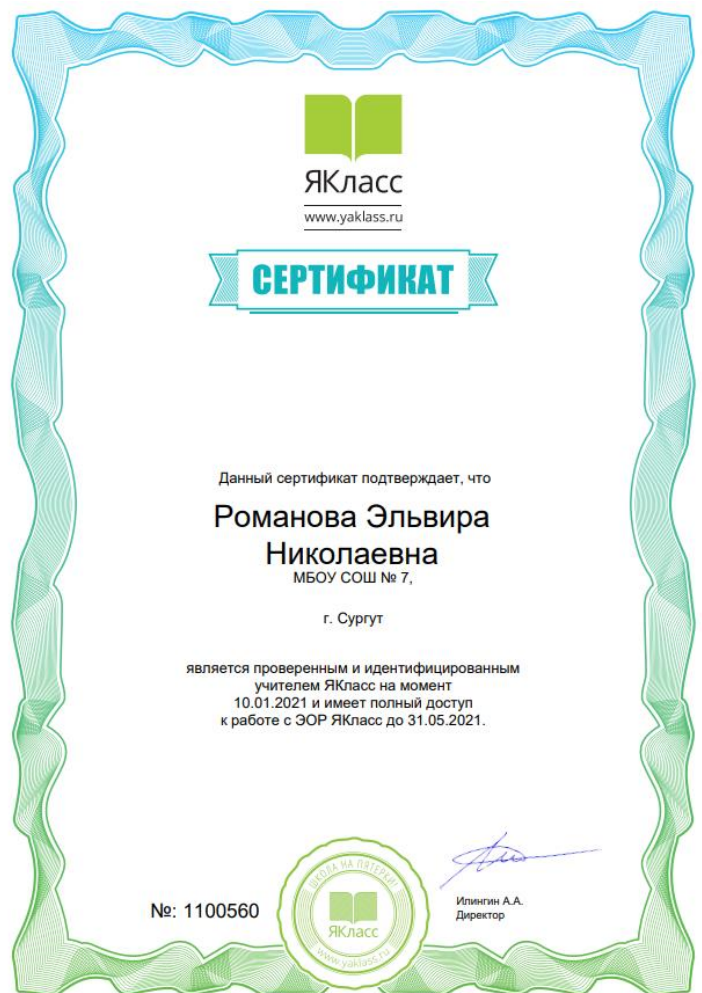 ЯКласс
www.yaklass.ru
СЕРТИФИКАТ
Данный сертификат подтверждает, что
Романова Эльвира
Николаевна
МБОУ СОШ № 7,
г. Сургут
является проверенным и идентифицированным
учителем ЯКласс на момент
10.01.2021 и имеет полный доступ
к работе с ЭОР ЯКласс до 31.05.2021.
№: 1100560
ШКОЛА НА ПЯТЕРКИ!
ЯКласс
www.yaklass.ru
Илингин А.А.
Директор